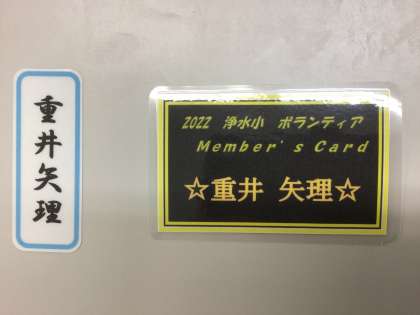 重井矢理
2022 浄水小 ボランティア
Member's Card
☆重井 矢理☆